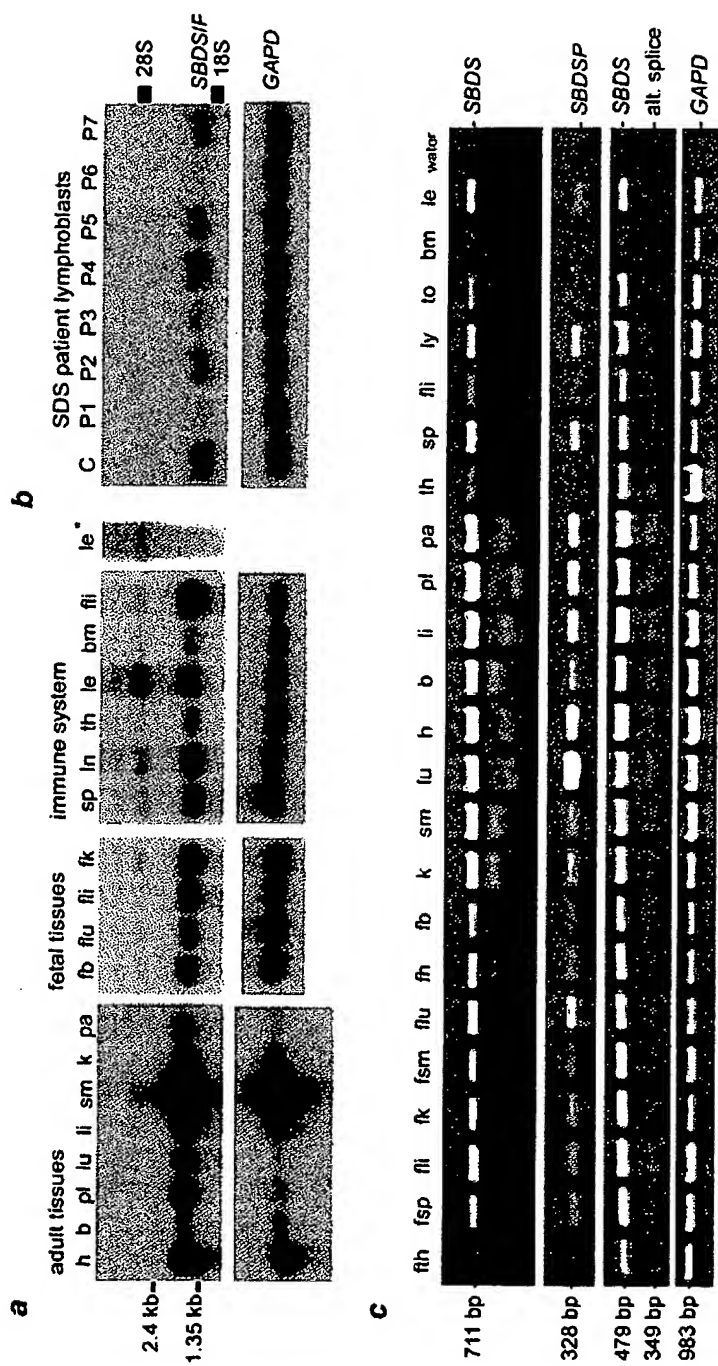 a
adult tissues fetal tissues immune system
h b pl lu li sm k pa fb flu fli fk sp ln th le bm fli le*
2.4 kb
1.35 kb
b
SDS patient lymphoblasts
C P1 P2 P3 P4 P5 P6 P7
28S
SBDS/F
18S
GAPD
c
fth fsp fli fk fsm flu fh fb k sm lu h b li pl pa th sp fli ly to bm le water
711 bp SBDS
328 bp SBDSP
479 bp SBDS
349 bp alt. splice
983 bp GAPD